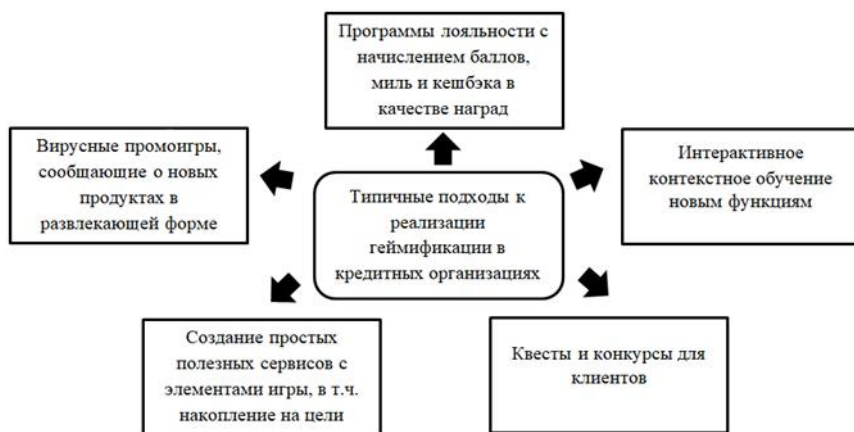 Программы лояльности с
начислением баллов,
миль и кешбэка в
качестве наград
Вирусные промоигры,
сообщающие о новых
продуктах в
развлекающей форме
Типичные подходы к
реализации
геймификации в
кредитных организациях
Интерактивное
контекстное обучение
новым функциям
Создание простых
полезных сервисов с
элементами игры, в т.ч.
накопление на цели
Квесты и конкурсы для
клиентов